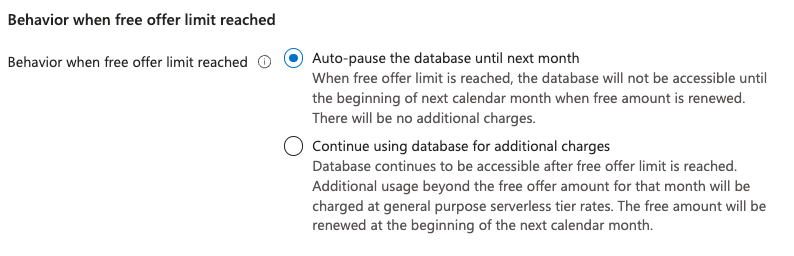 Behavior when free offer limit reached
Behavior when free offer limit reached
Auto-pause the database until next month
When free offer limit is reached, the database will not be accessible until
the beginning of next calendar month when free amount is renewed.
There will be no additional charges.
Continue using database for additional charges
Database continues to be accessible after free offer limit is reached.
Additional usage beyond the free offer amount for that month will be
charged at general purpose serverless tier rates. The free amount will be
renewed at the beginning of the next calendar month.